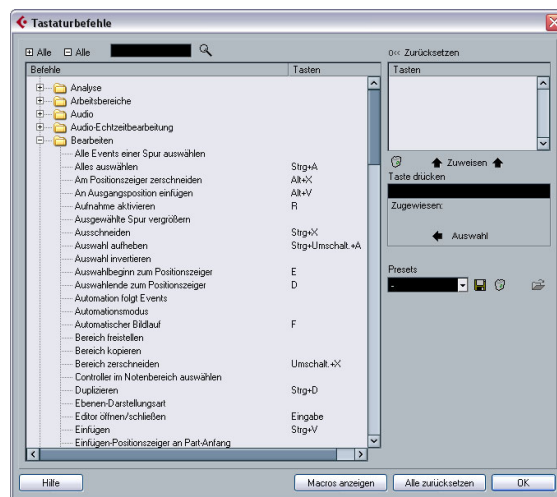 Tastaturbefehle
Alle Alle
0<< Zurücksetzen
Befehle Tasten
Tasten
Analyse
Arbeitsbereiche
Audio
Audio-Echtzeitbearbeitung
Bearbeiten
Alle Events einer Spur auswählen
Alles auswählen Strg+A
Am Positionszeiger zerschneiden Alt+X
An Ausgangsposition einfügen Alt+V
Aufnahme aktivieren R
Ausgewählte Spur vergrößern
Ausschneiden Strg+X
Auswahl aufheben Strg+Umschalt.+A
Auswahl invertieren
Auswahlbeginn zum Positionszeiger E
Auswahlende zum Positionszeiger D
Automation folgt Events
Automationsmodus
Automatischer Bildlauf F
Bereich freistellen
Bereich kopieren
Bereich zerschneiden Umschalt.+X
Controller im Notenbereich auswählen
Duplizieren Strg+D
Ebenen-Darstellungsart
Editor öffnen/schließen Eingabe
Einfügen Strg+V
Einfügen-Positionszeiger an Part-Anfang
Zuweisen
Taste drücken
Zugewiesen:
Auswahl
Presets
-
Hilfe
Macros anzeigen
Alle zurücksetzen
OK